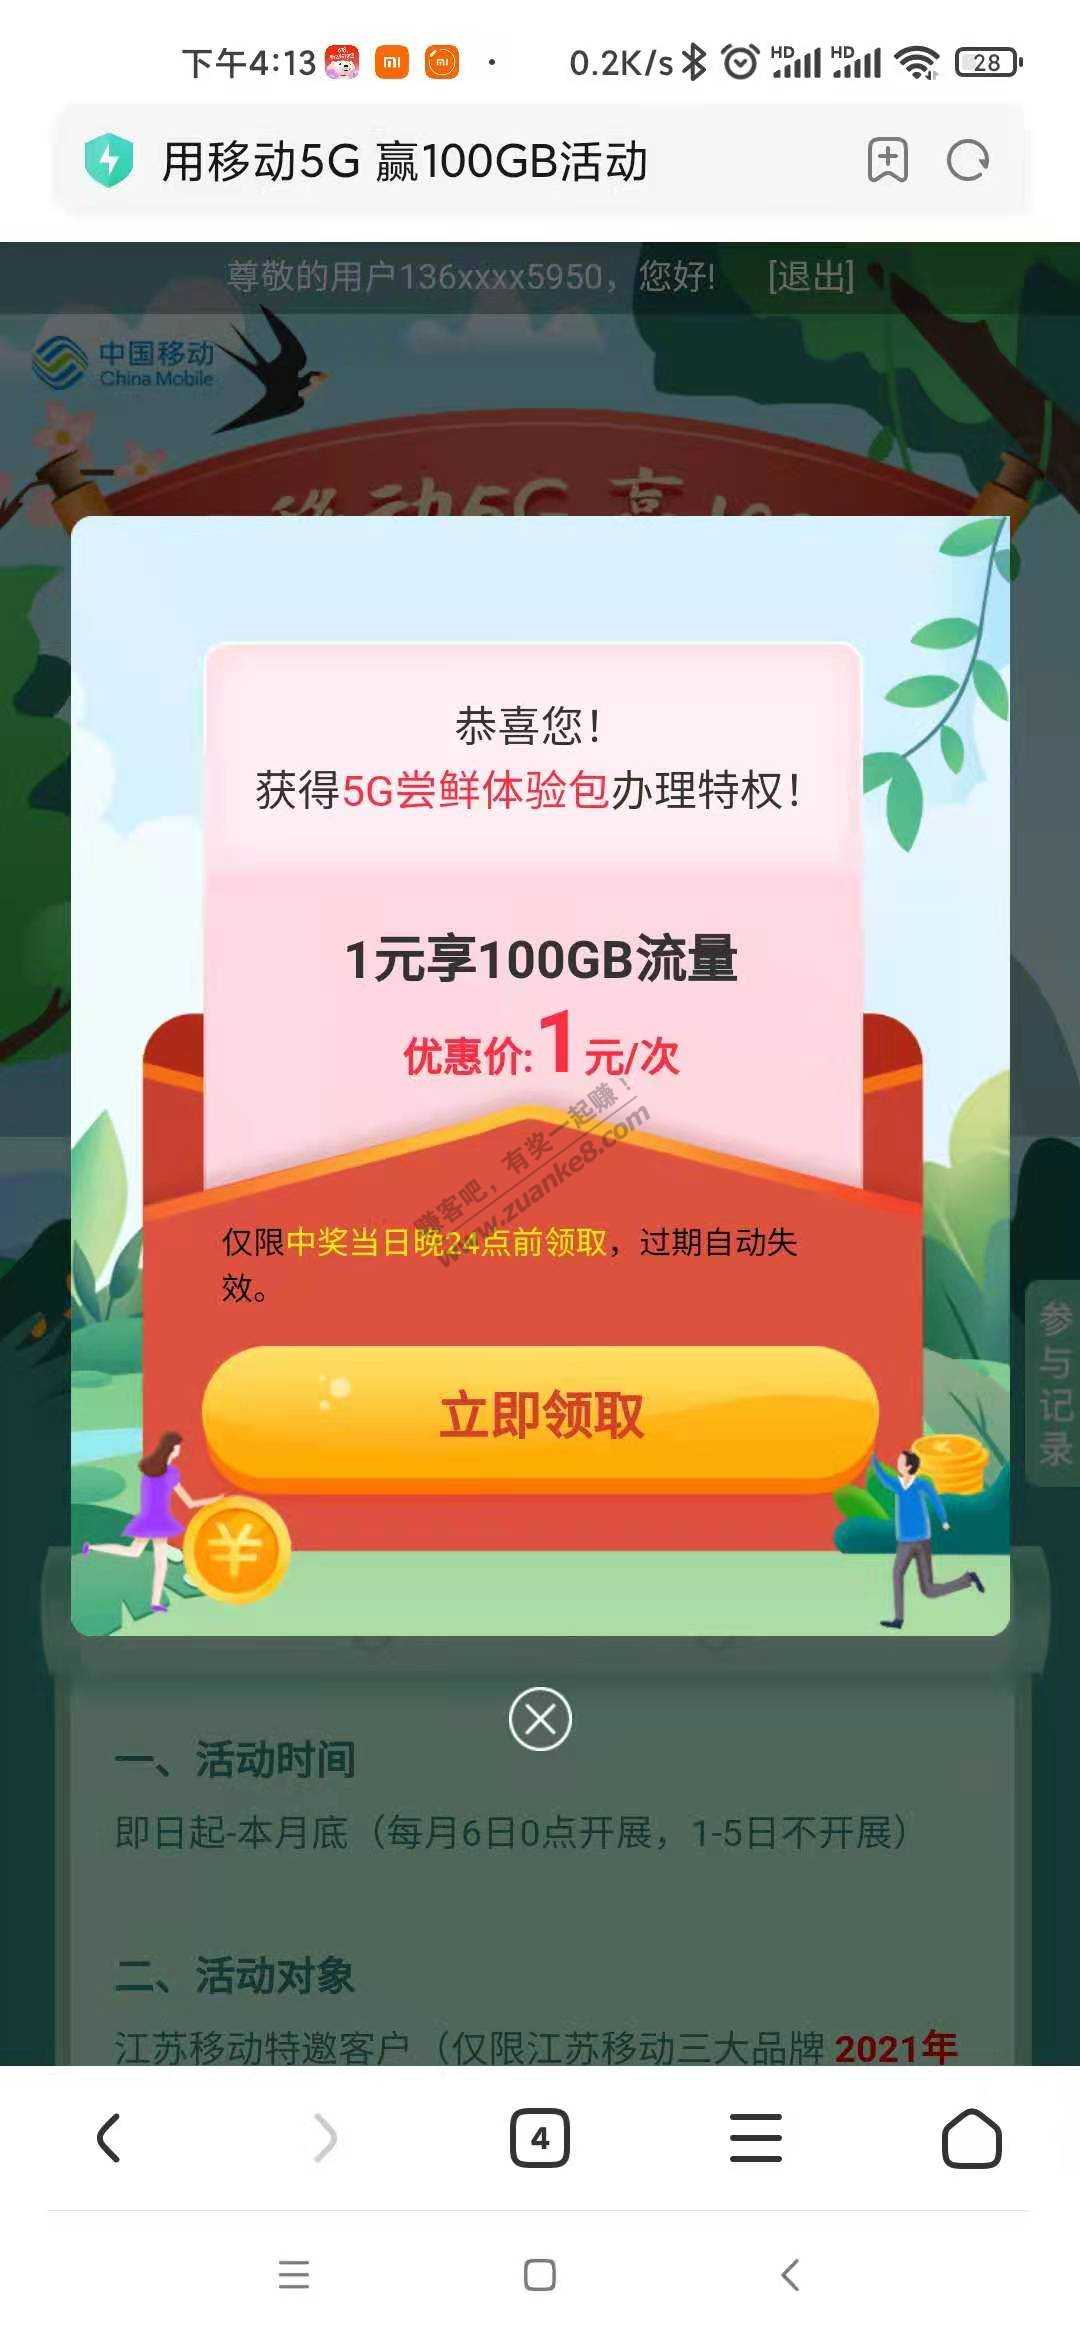 下午4:13
0.2K/s
HD
HD
28
用移动5G 赢100GB活动
尊敬的用户136xxxx5950，您好! [退出]
中国移动
China Mobile
恭喜您！
获得5G尝鲜体验包办理特权！
1元享100GB流量
优惠价:1元/次
赚客吧，有奖一起赚！
www.zuanke8.com
仅限中奖当日晚24点前领取，过期自动失
效。
立即领取
参与记录
一、活动时间
即日起-本月底（每月6日0点开展，1-5日不开展）
二、活动对象
江苏移动特邀客户（仅限江苏移动三大品牌 2021年
4